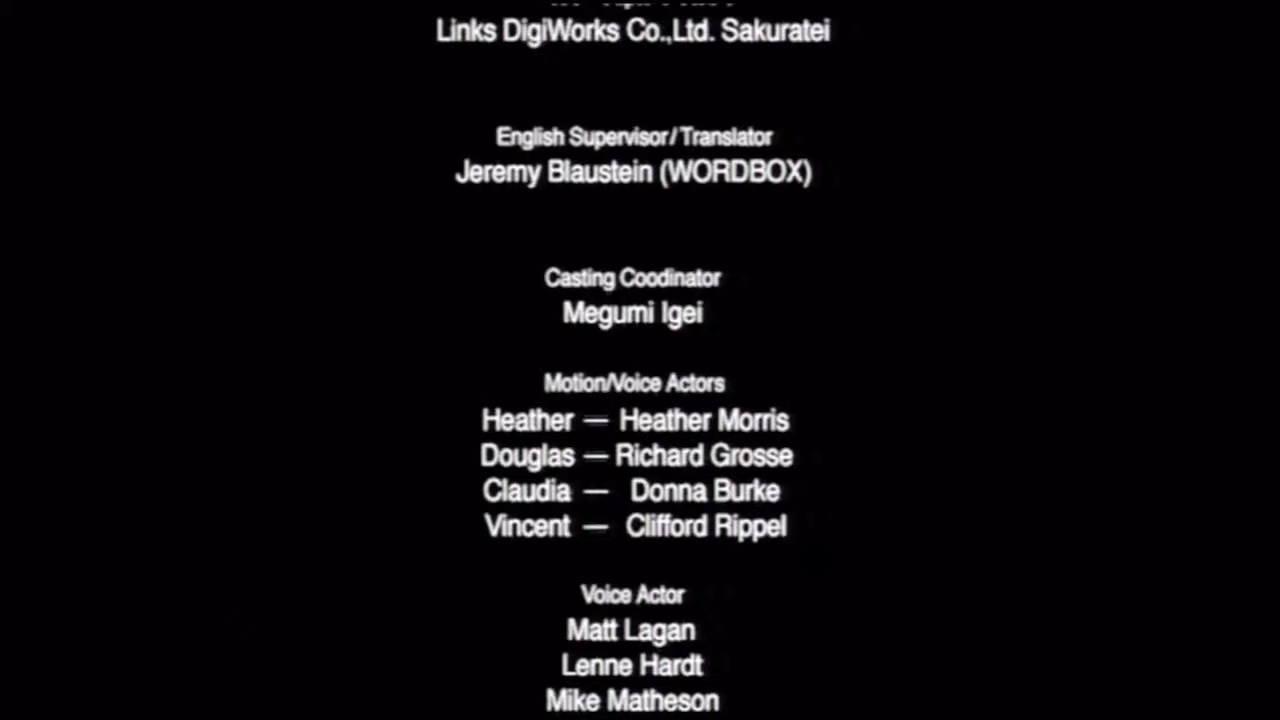 Links DigiWorks Co.,Ltd. Sakuratei
English Supervisor/Translator
Jeremy Blaustein (WORDBOX)
Casting Coodinator
Megumi Igei
Motion/Voice Actors
Heather — Heather Morris
Douglas — Richard Grosse
Claudia — Donna Burke
Vincent — Clifford Rippel
Voice Actor
Matt Lagan
Lenne Hardt
Mike Matheson